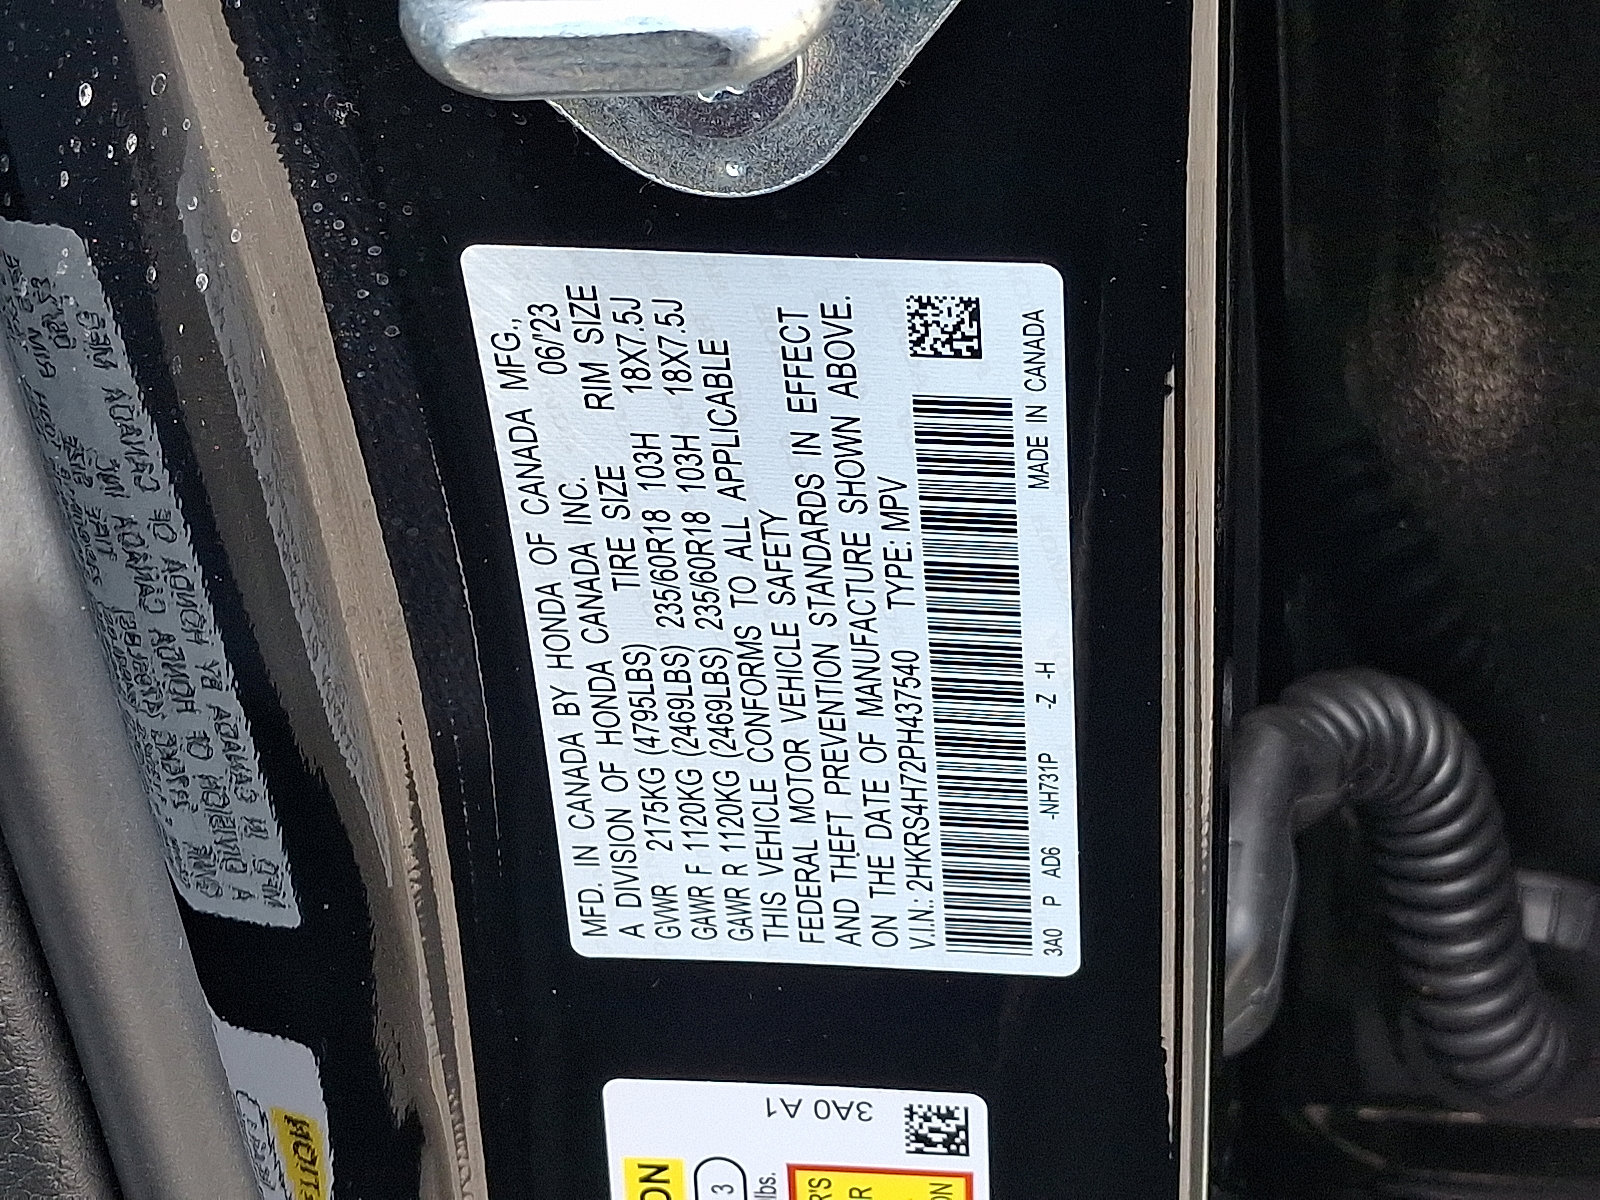 MFD. IN CANADA BY HONDA OF CANADA MFG.,
A DIVISION OF HONDA CANADA INC. 06/'23
GVWR 2175KG (4795LBS) TIRE SIZE RIM SIZE
GAWR F 1120KG (2469LBS) 235/60R18 103H 18X7.5J
GAWR R 1120KG (2469LBS) 235/60R18 103H 18X7.5J
THIS VEHICLE CONFORMS TO ALL APPLICABLE
FEDERAL MOTOR VEHICLE SAFETY
AND THEFT PREVENTION STANDARDS IN EFFECT
ON THE DATE OF MANUFACTURE SHOWN ABOVE.
V.I.N.: 2HKRS4H72PH437540 TYPE: MPV
3A0 P AD6 -NH731P -Z -H MADE IN CANADA
3A0 A1
3
lbs.